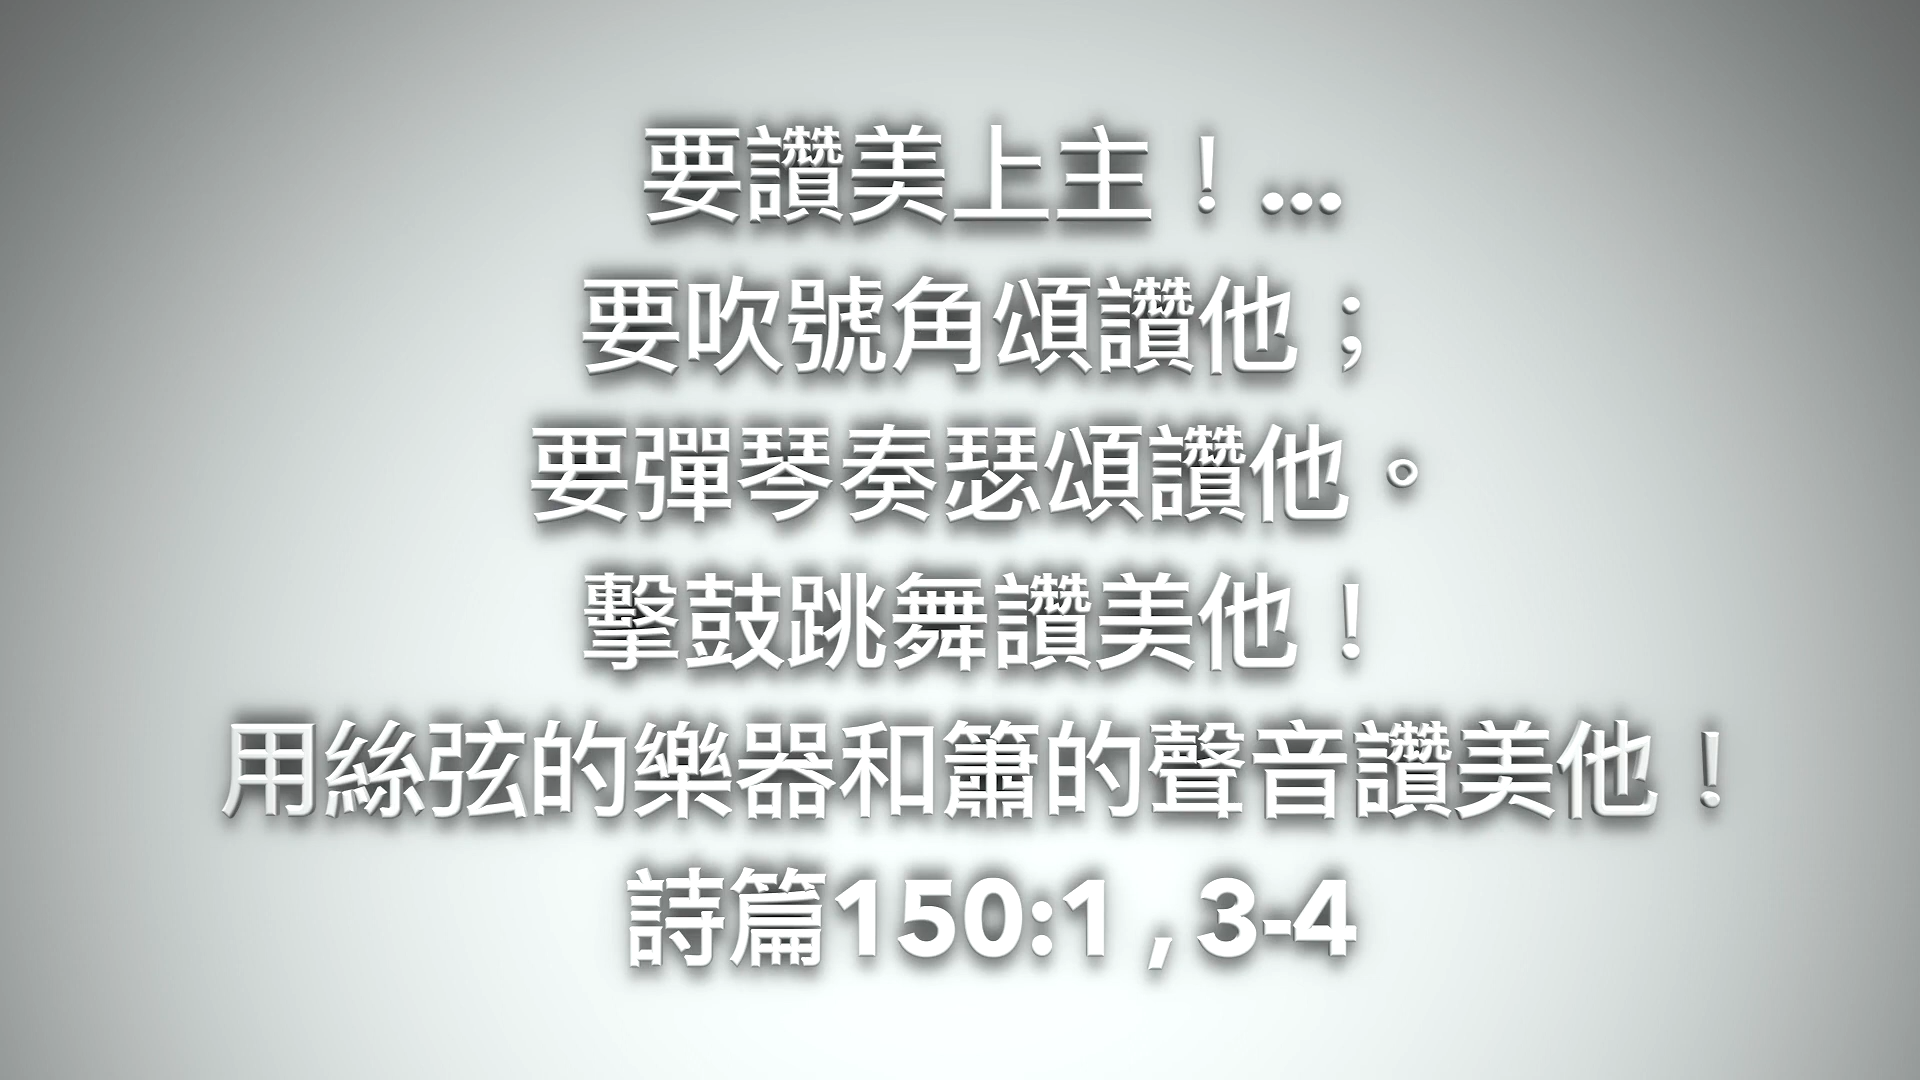 要讚美上主！...
要吹號角頌讚他；
要彈琴奏瑟頌讚他。
擊鼓跳舞讚美他！
用絲弦的樂器和簫的聲音讚美他！
詩篇150:1 , 3-4